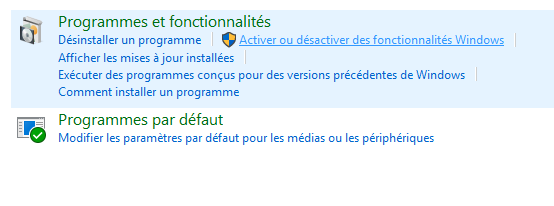 Programmes et fonctionnalités
Désinstaller un programme Activer ou désactiver des fonctionnalités Windows
Afficher les mises à jour installées
Exécuter des programmes conçus pour des versions précédentes de Windows
Comment installer un programme
Programmes par défaut
Modifier les paramètres par défaut pour les médias ou les périphériques